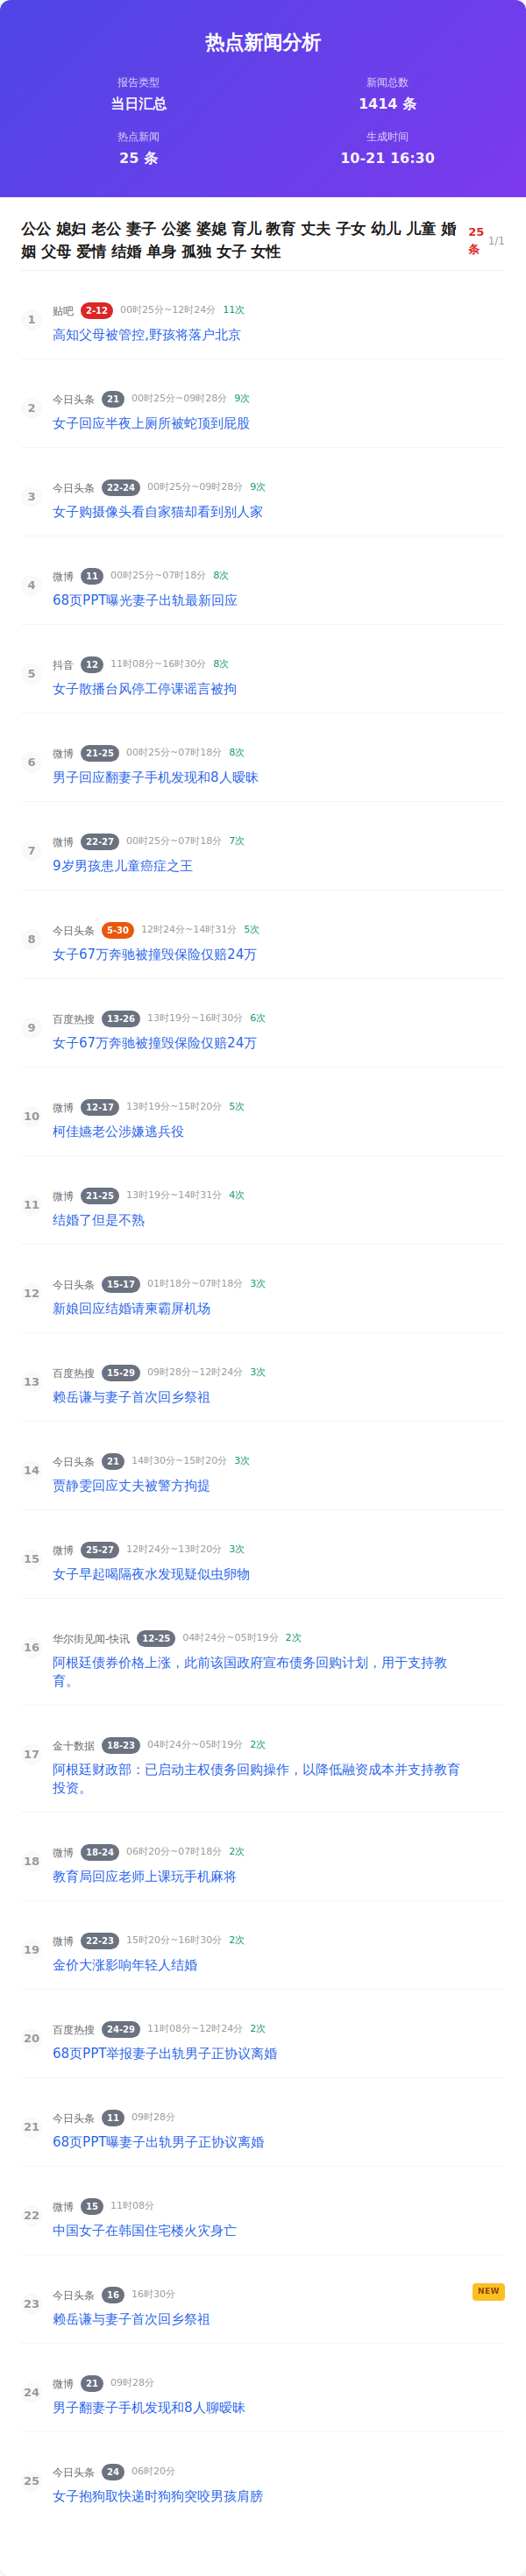 热点新闻分析
报告类型
新闻总数
当日汇总
1414 条
热点新闻
生成时间
25 条
10-21 16:30
公公 媳妇 老公 妻子 公婆 婆媳 育儿 教育 丈夫 子女 幼儿 儿童 婚
姻 父母 爱情 结婚 单身 孤独 女子 女性
25
条
1/1
1
贴吧 2-12 00时25分~12时24分 11次
高知父母被管控,野孩将落户北京
2
今日头条 21 00时25分~09时28分 9次
女子回应半夜上厕所被蛇顶到屁股
3
今日头条 22-24 00时25分~09时28分 9次
女子购摄像头看自家猫却看到别人家
4
微博 11 00时25分~07时18分 8次
68页PPT曝光妻子出轨最新回应
5
抖音 12 11时08分~16时30分 8次
女子散播台风停工停课谣言被拘
6
微博 21-25 00时25分~07时18分 8次
男子回应翻妻子手机发现和8人暧昧
7
微博 22-27 00时25分~07时18分 7次
9岁男孩患儿童癌症之王
8
今日头条 5-30 12时24分~14时31分 5次
女子67万奔驰被撞毁保险仅赔24万
9
百度热搜 13-26 13时19分~16时30分 6次
女子67万奔驰被撞毁保险仅赔24万
10
微博 12-17 13时19分~15时20分 5次
柯佳嬿老公涉嫌逃兵役
11
微博 21-25 13时19分~14时31分 4次
结婚了但是不熟
12
今日头条 15-17 01时18分~07时18分 3次
新娘回应结婚请柬霸屏机场
13
百度热搜 15-29 09时28分~12时24分 3次
赖岳谦与妻子首次回乡祭祖
14
今日头条 21 14时30分~15时20分 3次
贾静雯回应丈夫被警方拘提
15
微博 25-27 12时24分~13时20分 3次
女子早起喝隔夜水发现疑似虫卵物
16
华尔街见闻-快讯 12-25 04时24分~05时19分 2次
阿根廷债券价格上涨，此前该国政府宣布债务回购计划，用于支持教
育。
17
金十数据 18-23 04时24分~05时19分 2次
阿根廷财政部：已启动主权债务回购操作，以降低融资成本并支持教育
投资。
18
微博 18-24 06时20分~07时18分 2次
教育局回应老师上课玩手机麻将
19
微博 22-23 15时20分~16时30分 2次
金价大涨影响年轻人结婚
20
百度热搜 24-29 11时08分~12时24分 2次
68页PPT举报妻子出轨男子正协议离婚
21
今日头条 11 09时28分
68页PPT曝妻子出轨男子正协议离婚
22
微博 15 11时08分
中国女子在韩国住宅楼火灾身亡
23
今日头条 16 16时30分
NEW
赖岳谦与妻子首次回乡祭祖
24
微博 21 09时28分
男子翻妻子手机发现和8人聊暧昧
25
今日头条 24 06时20分
女子抱狗取快递时狗狗突咬男孩肩膀